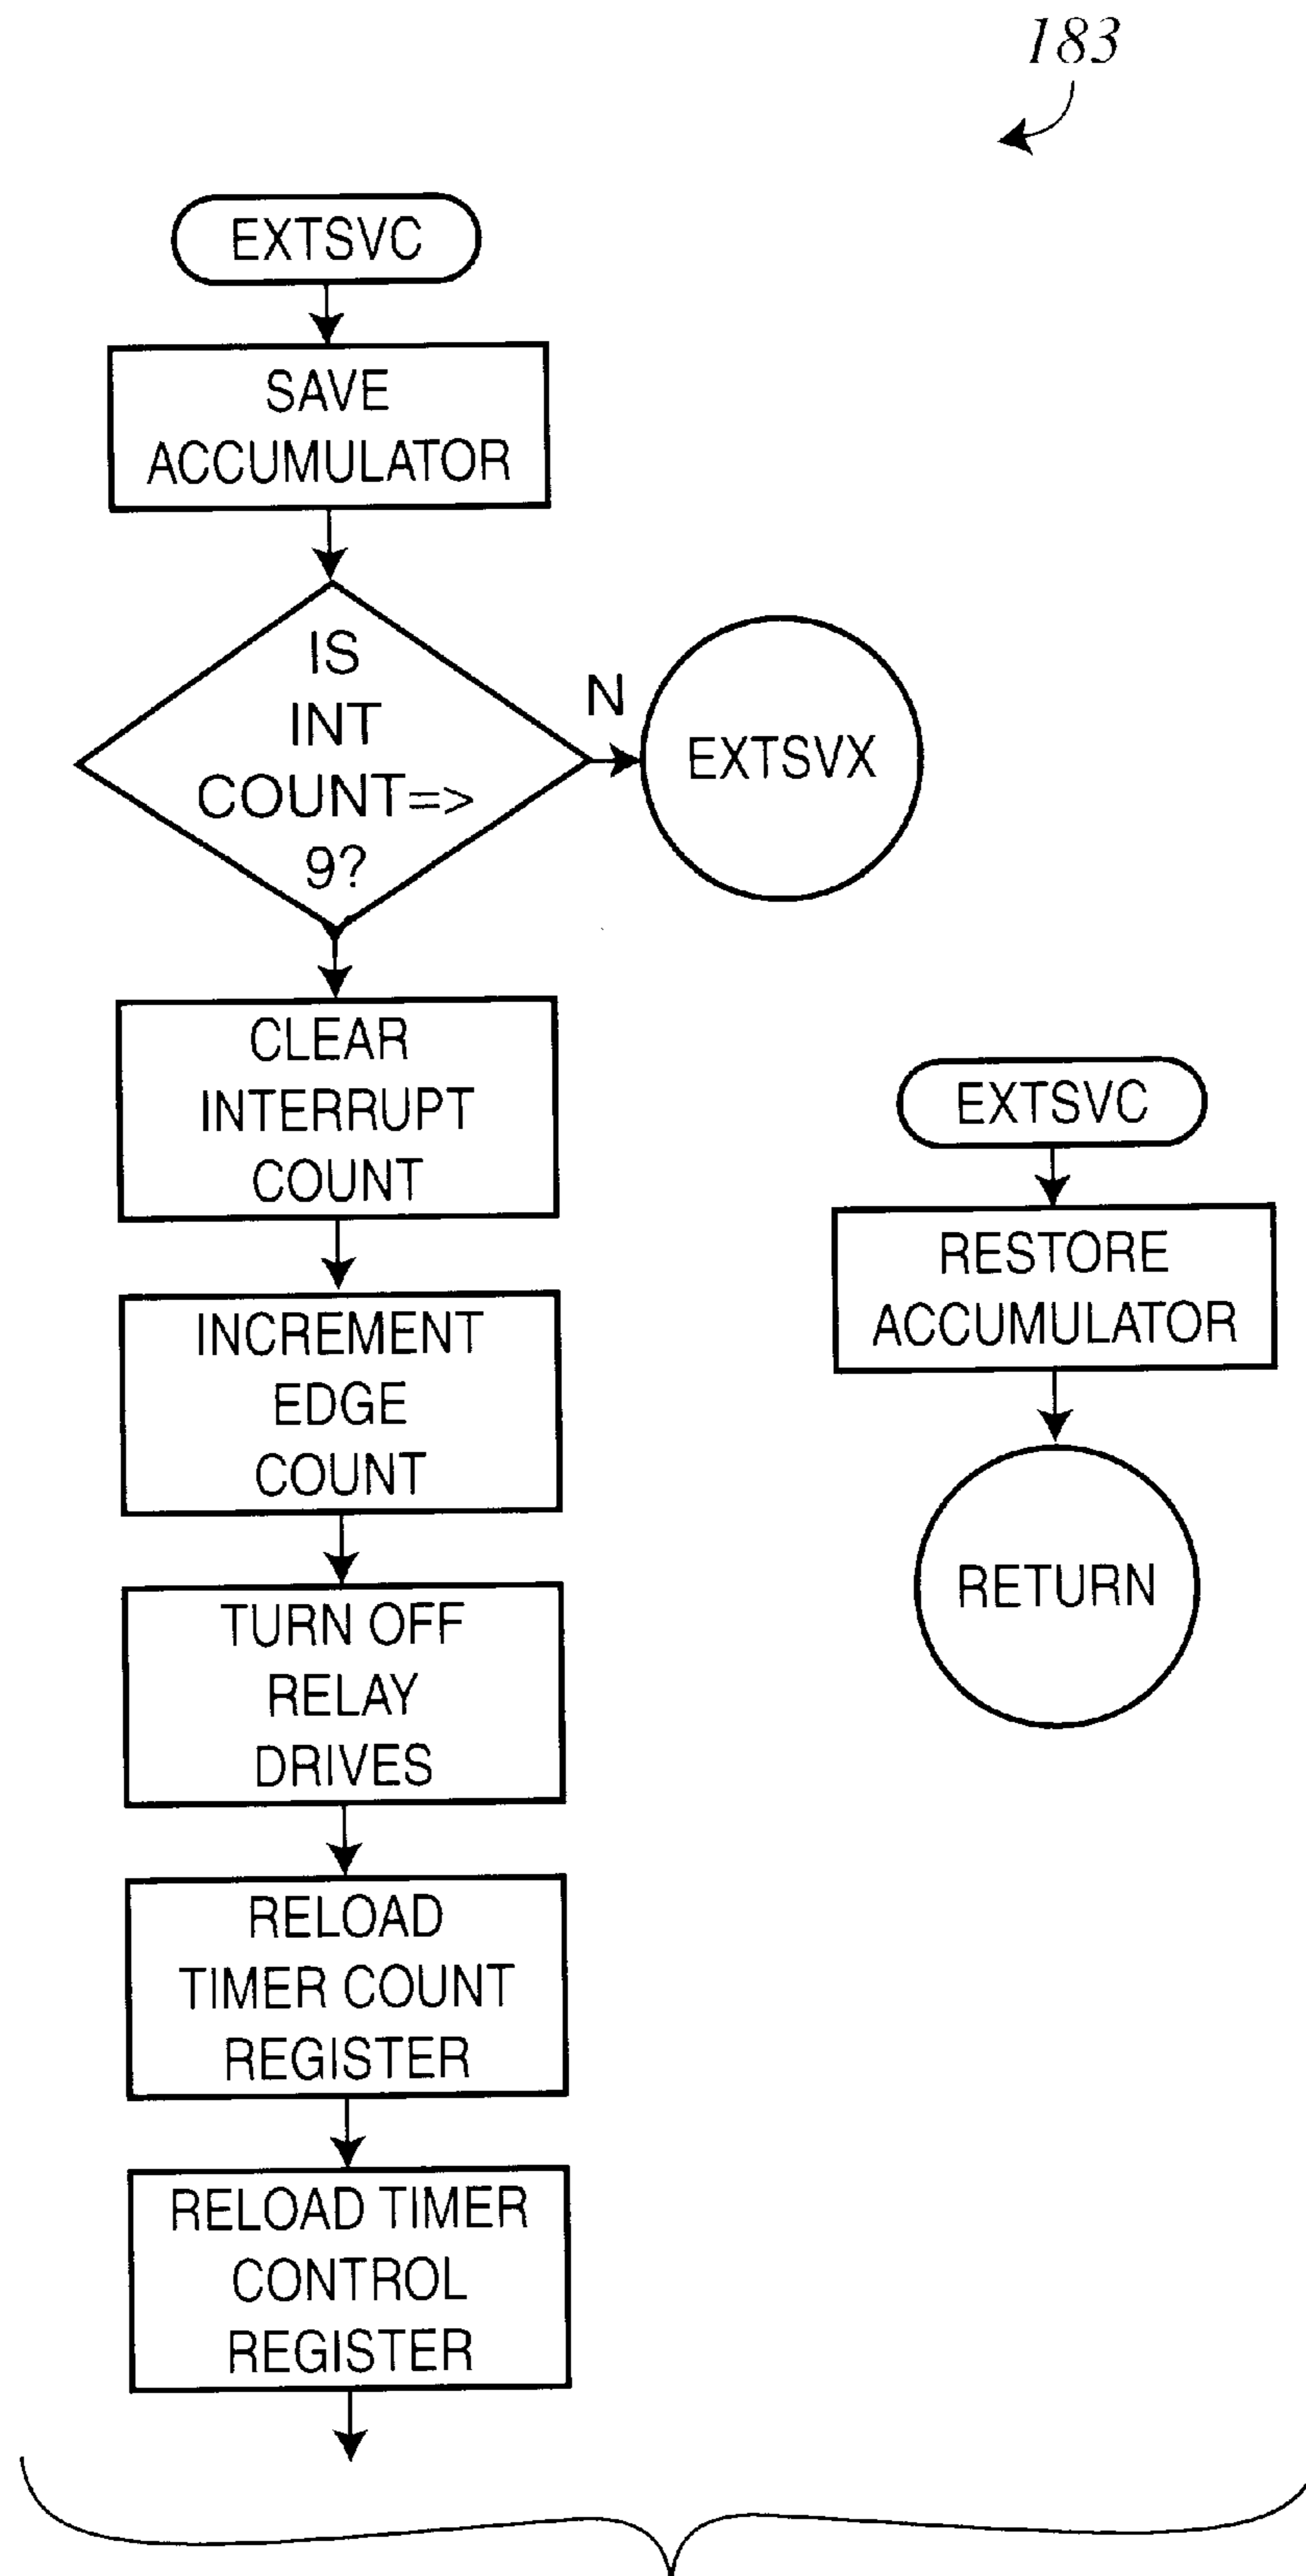 183
EXTSVC
SAVE
ACCUMULATOR
IS
INT
COUNT=>
9?
N
EXTSVX
CLEAR
INTERRUPT
COUNT
INCREMENT
EDGE
COUNT
TURN OFF
RELAY
DRIVES
RELOAD
TIMER COUNT
REGISTER
RELOAD TIMER
CONTROL
REGISTER
EXTSVC
RESTORE
ACCUMULATOR
RETURN